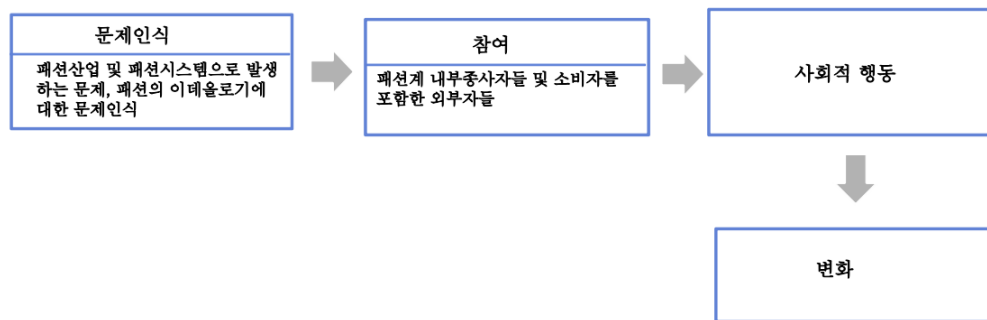 문제인식
패션산업 및 패션시스템으로 발생
하는 문제, 패션의 이데올로기에
대한 문제인식
참여
패션계 내부종사자들 및 소비자를
포함한 외부자들
사회적 행동
변화